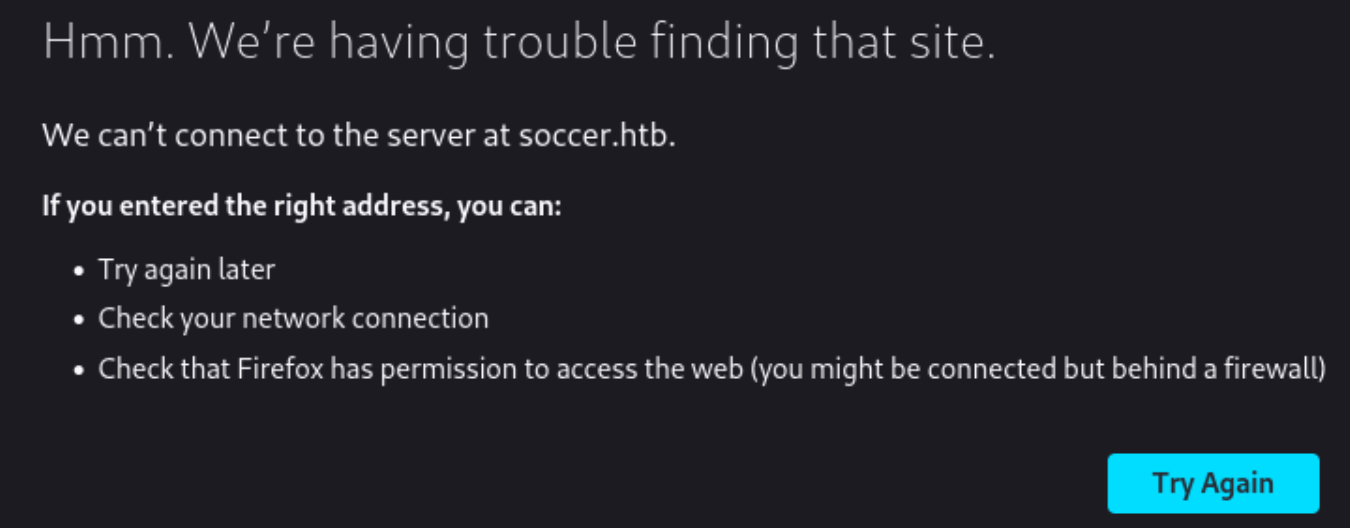 Hmm. We’re having trouble finding that site.
We can’t connect to the server at soccer.htb.
If you entered the right address, you can:
• Try again later
• Check your network connection
• Check that Firefox has permission to access the web (you might be connected but behind a firewall)
Try Again